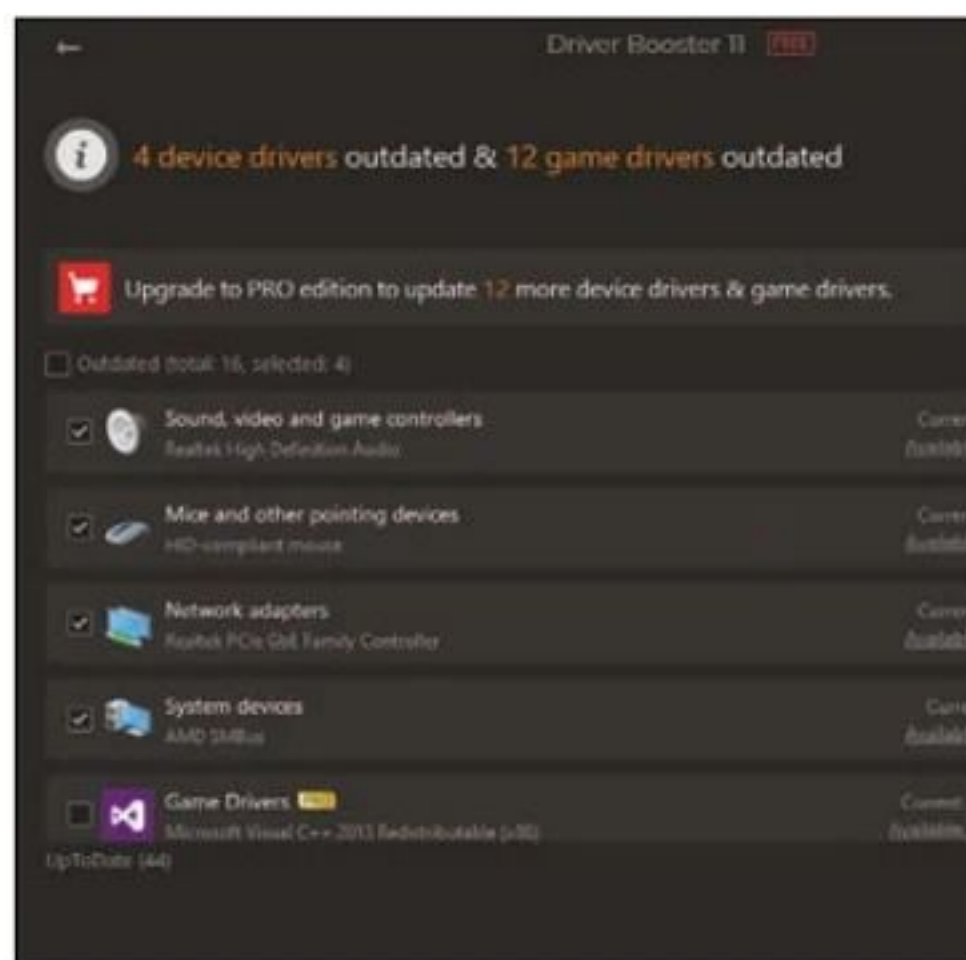 Driver Booster 11 FREE
4 device drivers outdated & 12 game drivers outdated
Upgrade to PRO edition to update 12 more device drivers & game drivers.
Outdated (total: 16, selected: 4)
Sound, video and game controllers
Realtek High Definition Audio
Mice and other pointing devices
HID-compliant mouse
Network adapters
Realtek PCIe GbE Family Controller
System devices
AMD SMBus
Game Drivers PRO
Microsoft Visual C++ 2013 Redistributable (x86)
UpToDate (44)